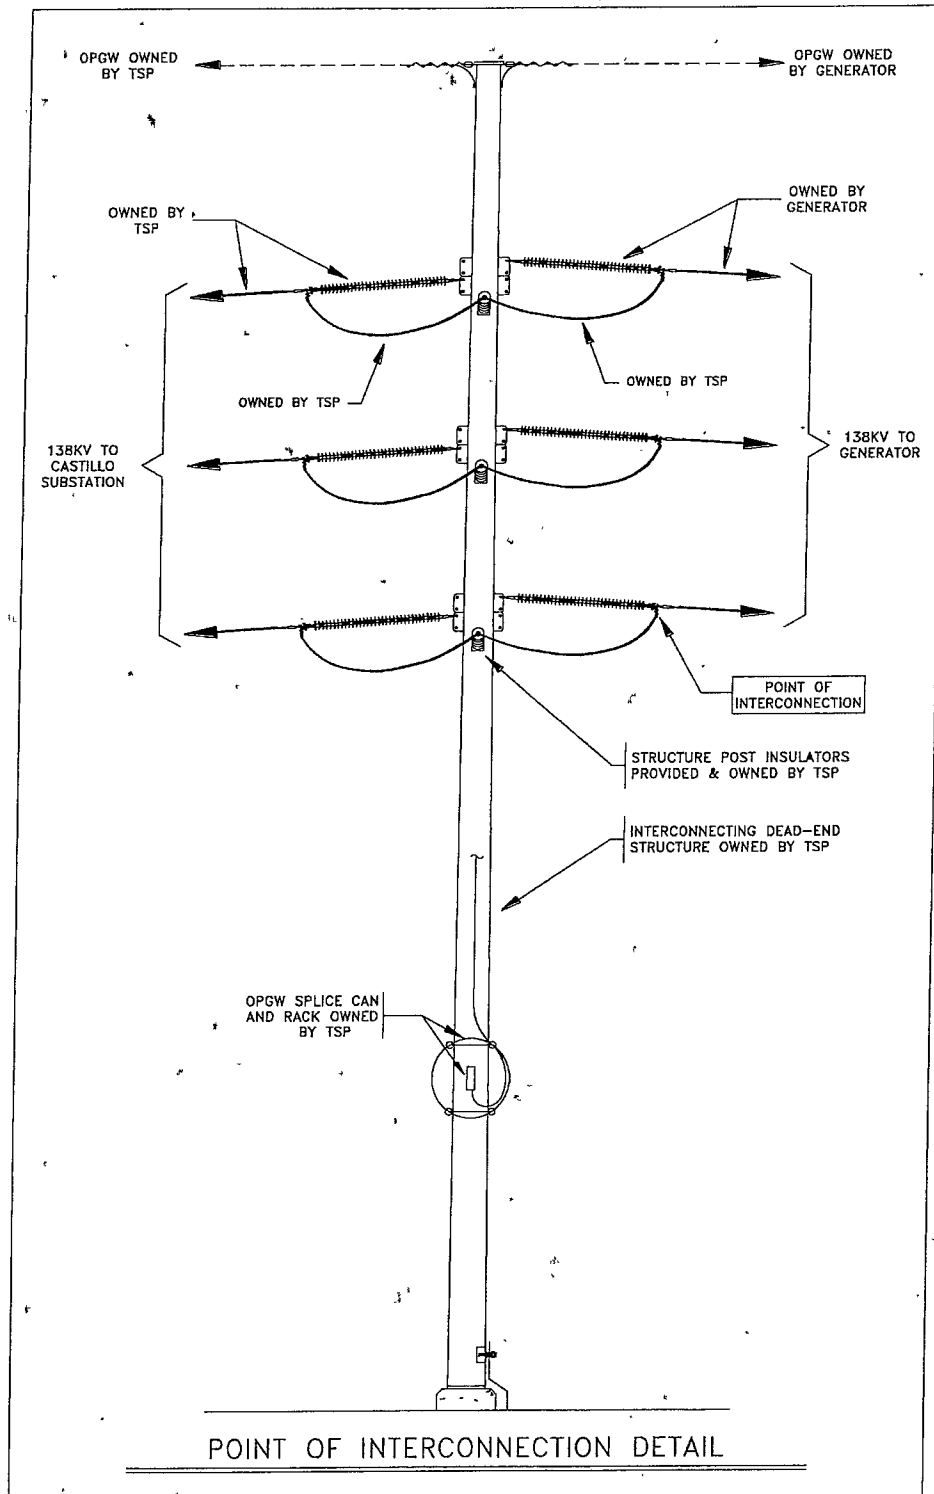 OPGW OWNED
BY TSP
OPGW OWNED
BY GENERATOR
OWNED BY
TSP
OWNED BY
GENERATOR
OWNED BY TSP
OWNED BY TSP
138KV TO
CASTILLO
SUBSTATION
138KV TO
GENERATOR
POINT OF
INTERCONNECTION
STRUCTURE POST INSULATORS
PROVIDED & OWNED BY TSP
INTERCONNECTING DEAD-END
STRUCTURE OWNED BY TSP
OPGW SPLICE CAN
AND RACK OWNED
BY TSP
POINT OF INTERCONNECTION DETAIL